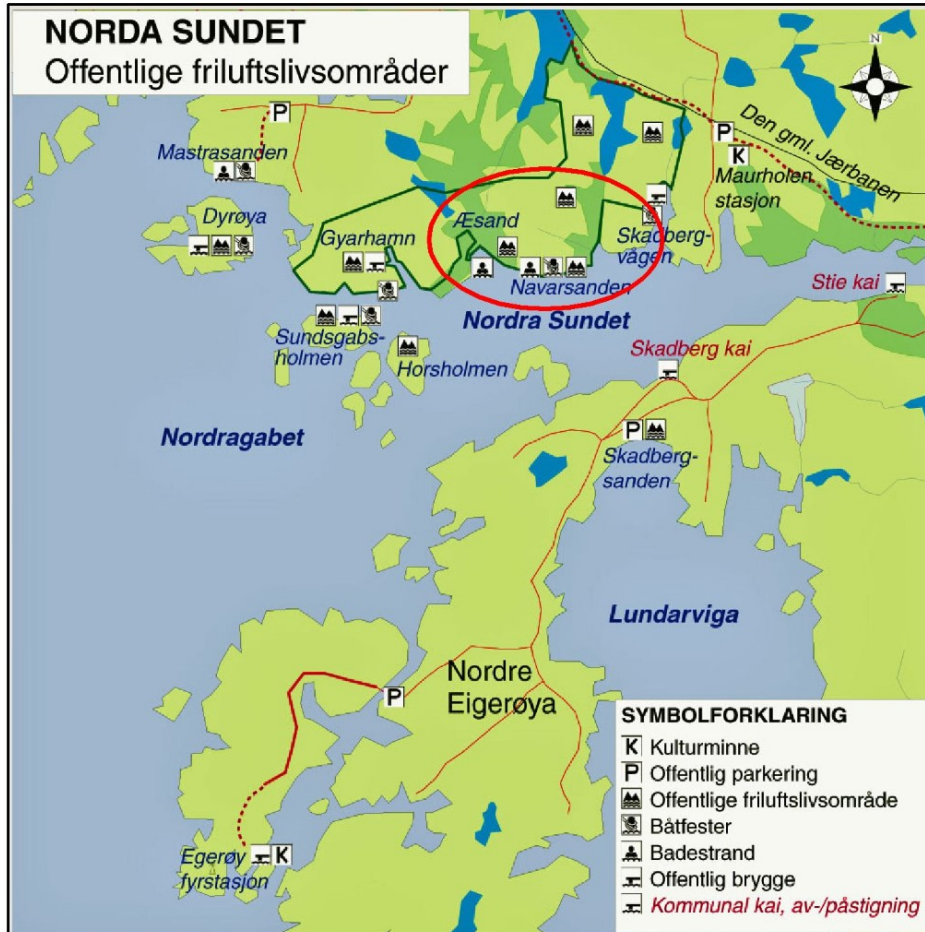 NORDA SUNDET
Offentlige friluftslivsområder
N
P
Den gml. Jærbanen
P
K
Maurholen
stasjon
Mastrasanden
Dyrøya
Gyarhamn
Æsand
Skadberg-
vågen
Navarsanden
Stie kai
Nordra Sundet
Sundsgabs-
holmen
Horsholmen
Skadberg kai
Nordragabet
P
Skadberg-
sanden
Lundarviga
Nordre
Eigerøya
P
Egerøy
fyrstasjon
K
SYMBOLFORKLARING
K Kulturminne
P Offentlig parkering
Offentlige friluftslivsområde
Båtfester
Badestrand
Offentlig brygge
Kommunal kai, av-/påstigning